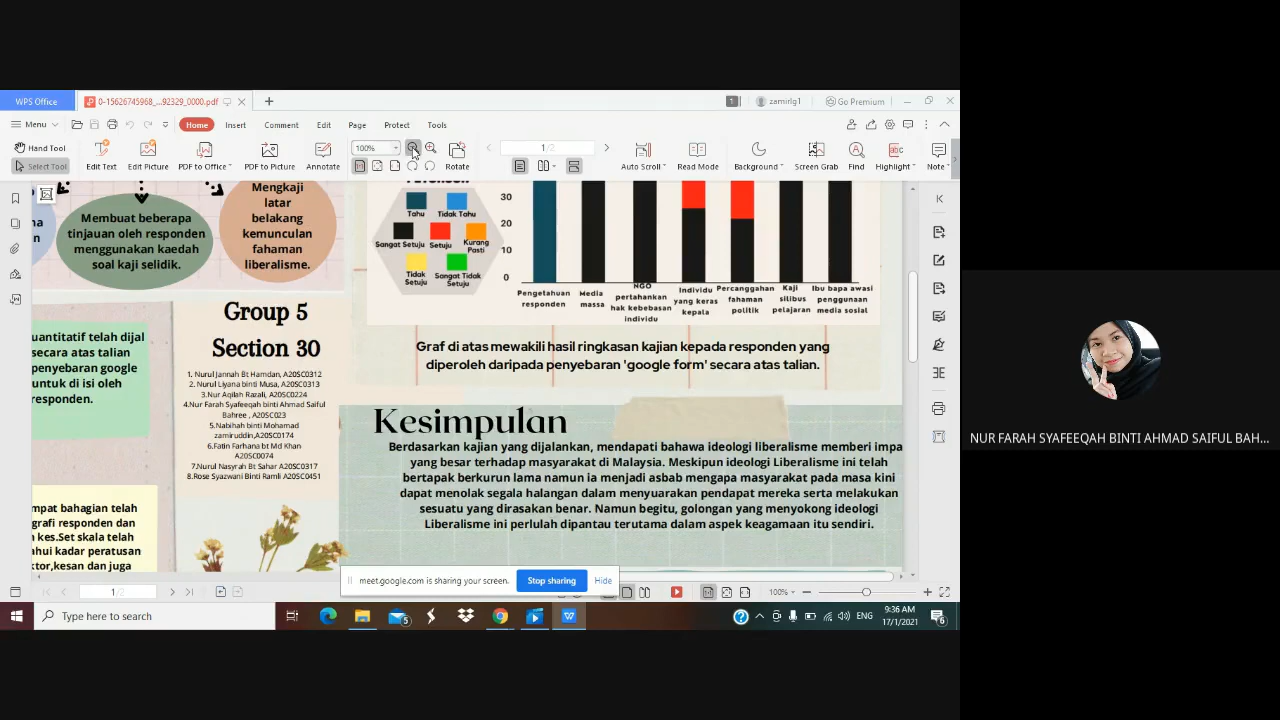 WPS Office
0-15626745968_...92329_0000.pdf
1
zamirlg1
Go Premium
Menu
Home
Insert
Comment
Edit
Page
Protect
Tools
Hand Tool
Select Tool
Edit Text
Edit Picture
PDF to Office
PDF to Picture
Annotate
100%
Rotate
1/2
Auto Scroll
Read Mode
Background
Screen Grab
Find
Highlight
Note
Membuat beberapa
tinjauan oleh responden
menggunakan kaedah
soal kaji selidik.
Mengkaji
latar
belakang
kemunculan
fahaman
liberalisme.
Tahu
Tidak Tahu
Sangat Setuju
Setuju
Kurang
Pasti
Tidak
Setuju
Sangat Tidak
Setuju
30
20
10
0
Pengetahuan
responden
Media
massa
NGO
pertahankan
hak kebebasan
individu
Individu
yang keras
kepala
Percanggahan
fahaman
politik
Kaji
silibus
pelajaran
Ibu bapa awasi
penggunaan
media sosial
Graf di atas mewakili hasil ringkasan kajian kepada responden yang
diperoleh daripada penyebaran 'google form' secara atas talian.
uantitatif telah dijal
secara atas talian
penyebaran google
untuk di isi oleh
responden.
Group 5
Section 30
1. Nurul Jannah Bt Hamdan, A20SC0312
2. Nurul Liyana binti Musa, A20SC0313
3. Nur Aqilah Razali, A20SC0224
4.Nur Farah Syafeeqah binti Ahmad Saiful
Bahree , A20SC023
5.Nabihah binti Mohamad
zamiruddin,A20SC0174
6.Fatin Farhana bt Md Khan
A20SC0074
7.Nurul Nasyrah Bt Sahar A20SC0317
8.Rose Syazwani Binti Ramli A20SC0451
mpat bahagian telah
grafi responden dan
n kes.Set skala telah
ahui kadar peratusan
ktor,kesan dan juga
Kesimpulan
Berdasarkan kajian yang dijalankan, mendapati bahawa ideologi liberalisme memberi impa
yang besar terhadap masyarakat di Malaysia. Meskipun ideologi Liberalisme ini telah
bertapak berkurun lama namun ia menjadi asbab mengapa masyarakat pada masa kini
dapat menolak segala halangan dalam menyuarakan pendapat mereka serta melakukan
sesuatu yang dirasakan benar. Namun begitu, golongan yang menyokong ideologi
Liberalisme ini perlulah dipantau terutama dalam aspek keagamaan itu sendiri.
meet.google.com is sharing your screen.
Stop sharing
Hide
1/2
100%
Type here to search
5
ENG
9:36 AM
17/1/2021
6
NUR FARAH SYAFEEQAH BINTI AHMAD SAIFUL BAH...